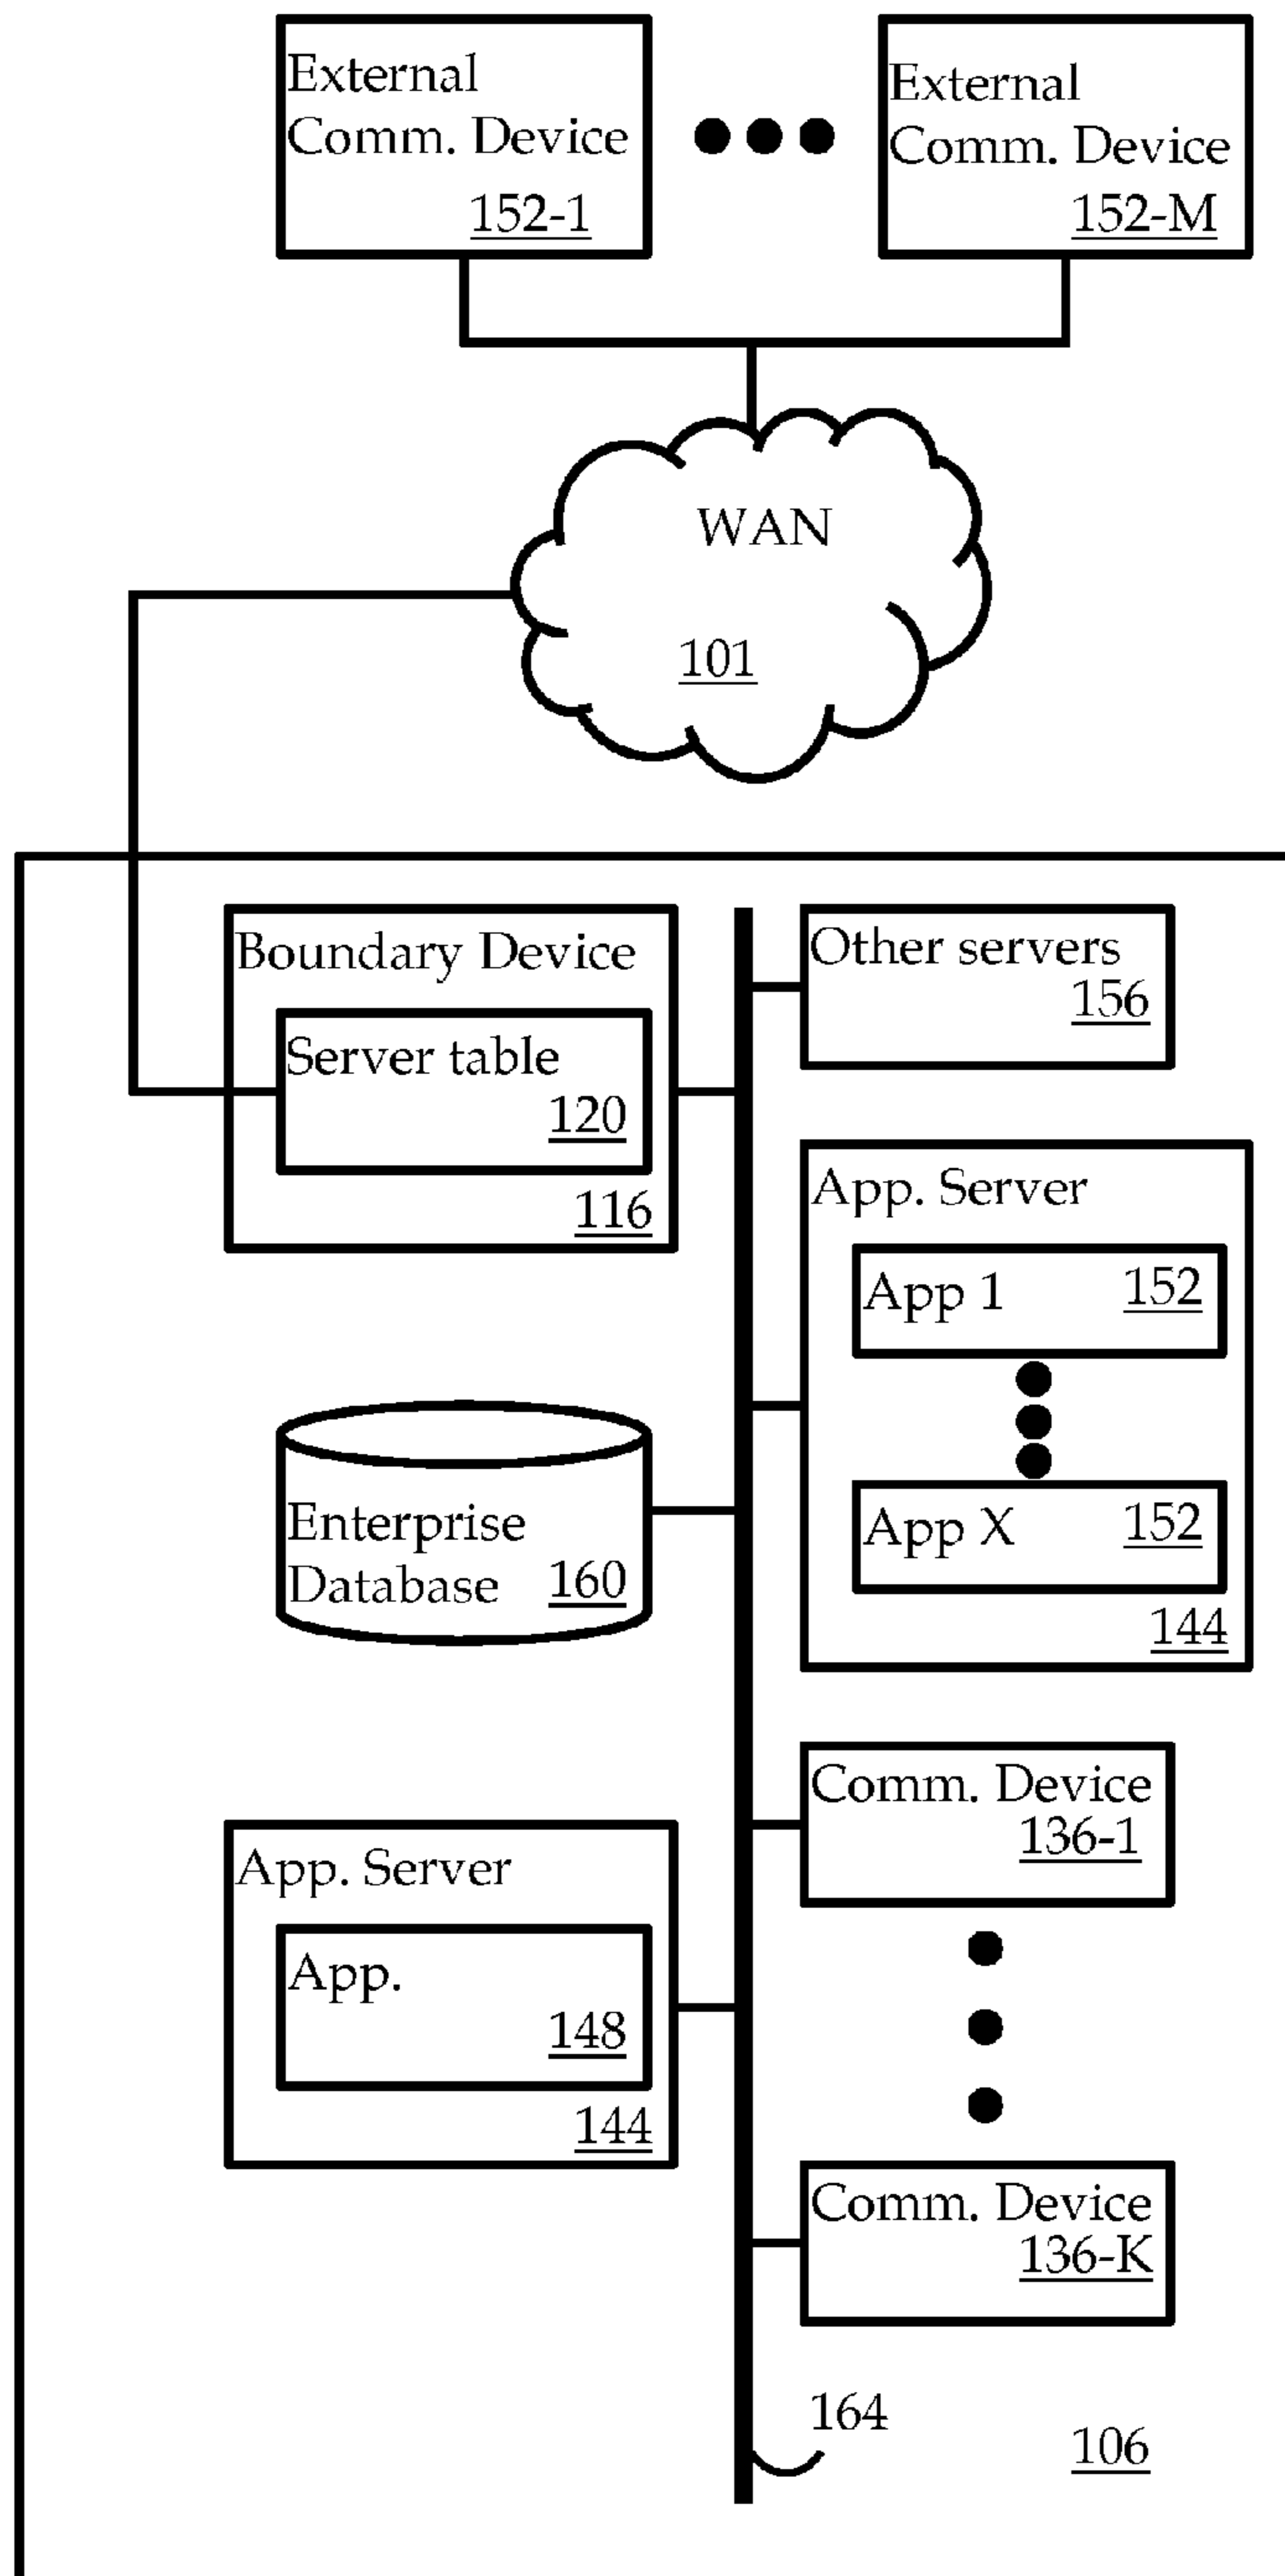 External
Comm. Device
152-1
External
Comm. Device
152-M
WAN
101
Boundary Device
Server table
120
116
Other servers
156
App. Server
App 1 152
App X 152
144
Enterprise
Database 160
Comm. Device
136-1
App. Server
App.
148
144
Comm. Device
136-K
164
106